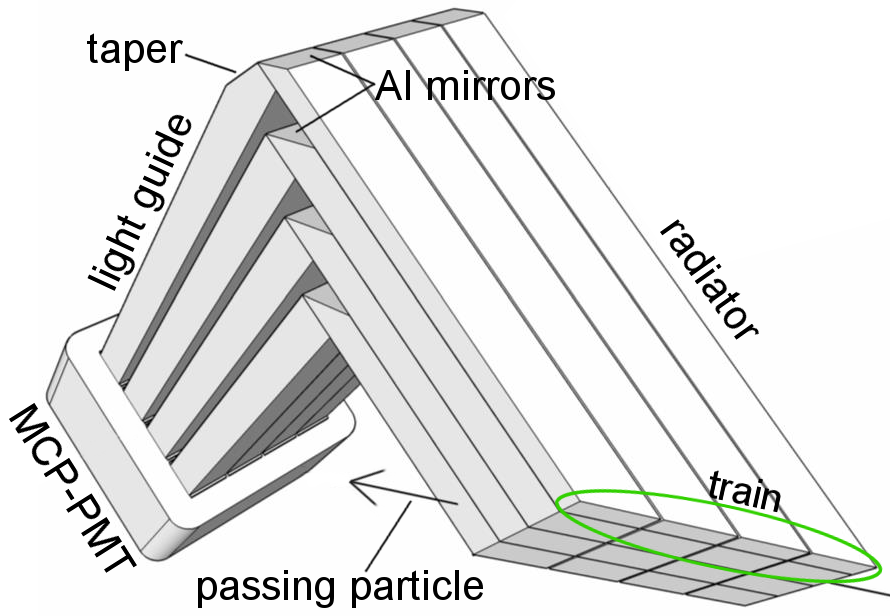 taper
Al mirrors
light guide
radiator
train
MCP-PMT
passing particle